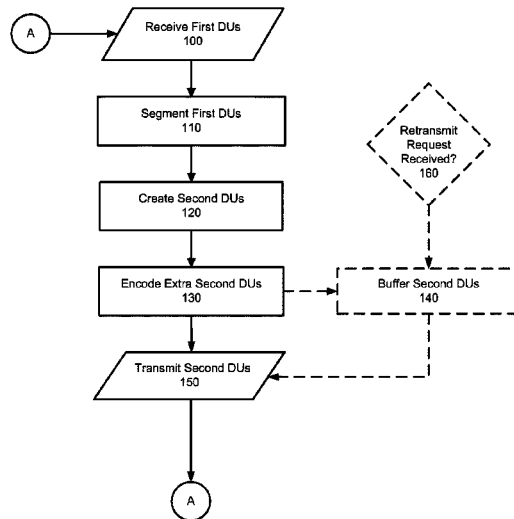 A
Receive First DUs
100
Segment First DUs
110
Retransmit
Request
Received?
160
Create Second DUs
120
Encode Extra Second DUs
130
Buffer Second DUs
140
Transmit Second DUs
150
A